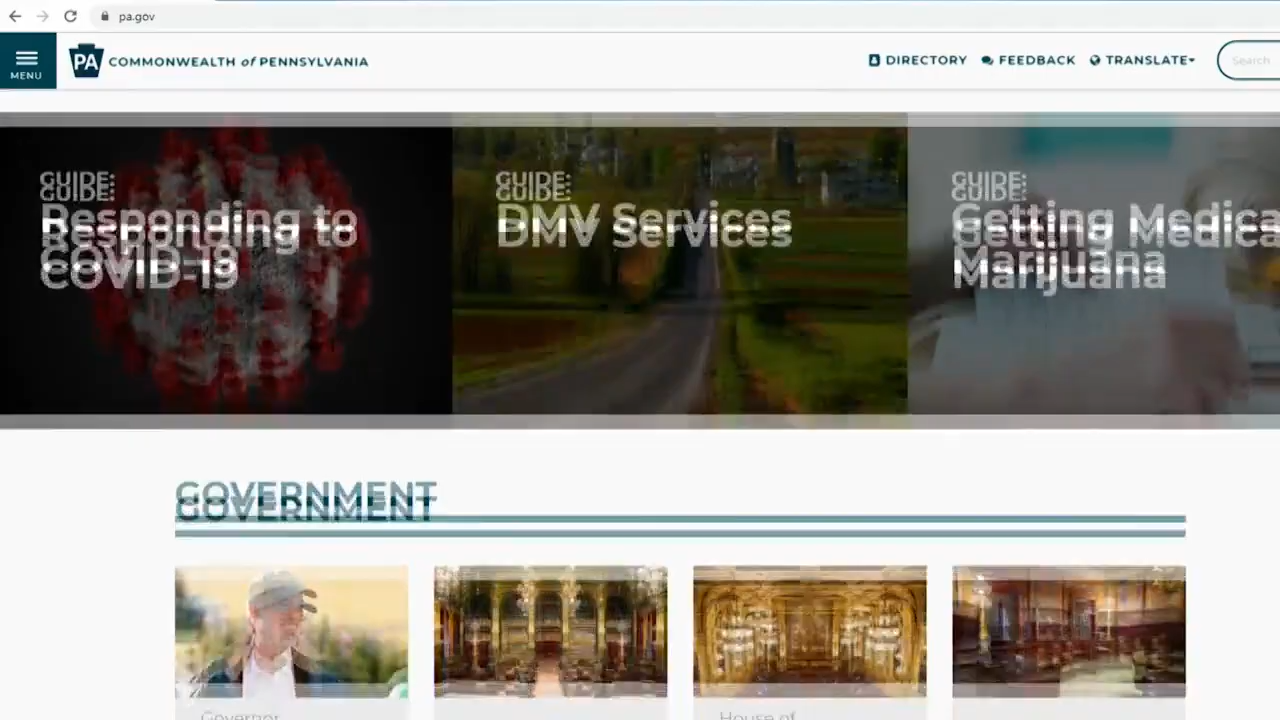 pa.gov
MENU
PA
COMMONWEALTH of PENNSYLVANIA
DIRECTORY
FEEDBACK
TRANSLATE
Search
GUIDE:
Responding to
COVID-19
GUIDE:
DMV Services
GUIDE:
Getting Medica
Marijuana
GOVERNMENT
Governor
House of